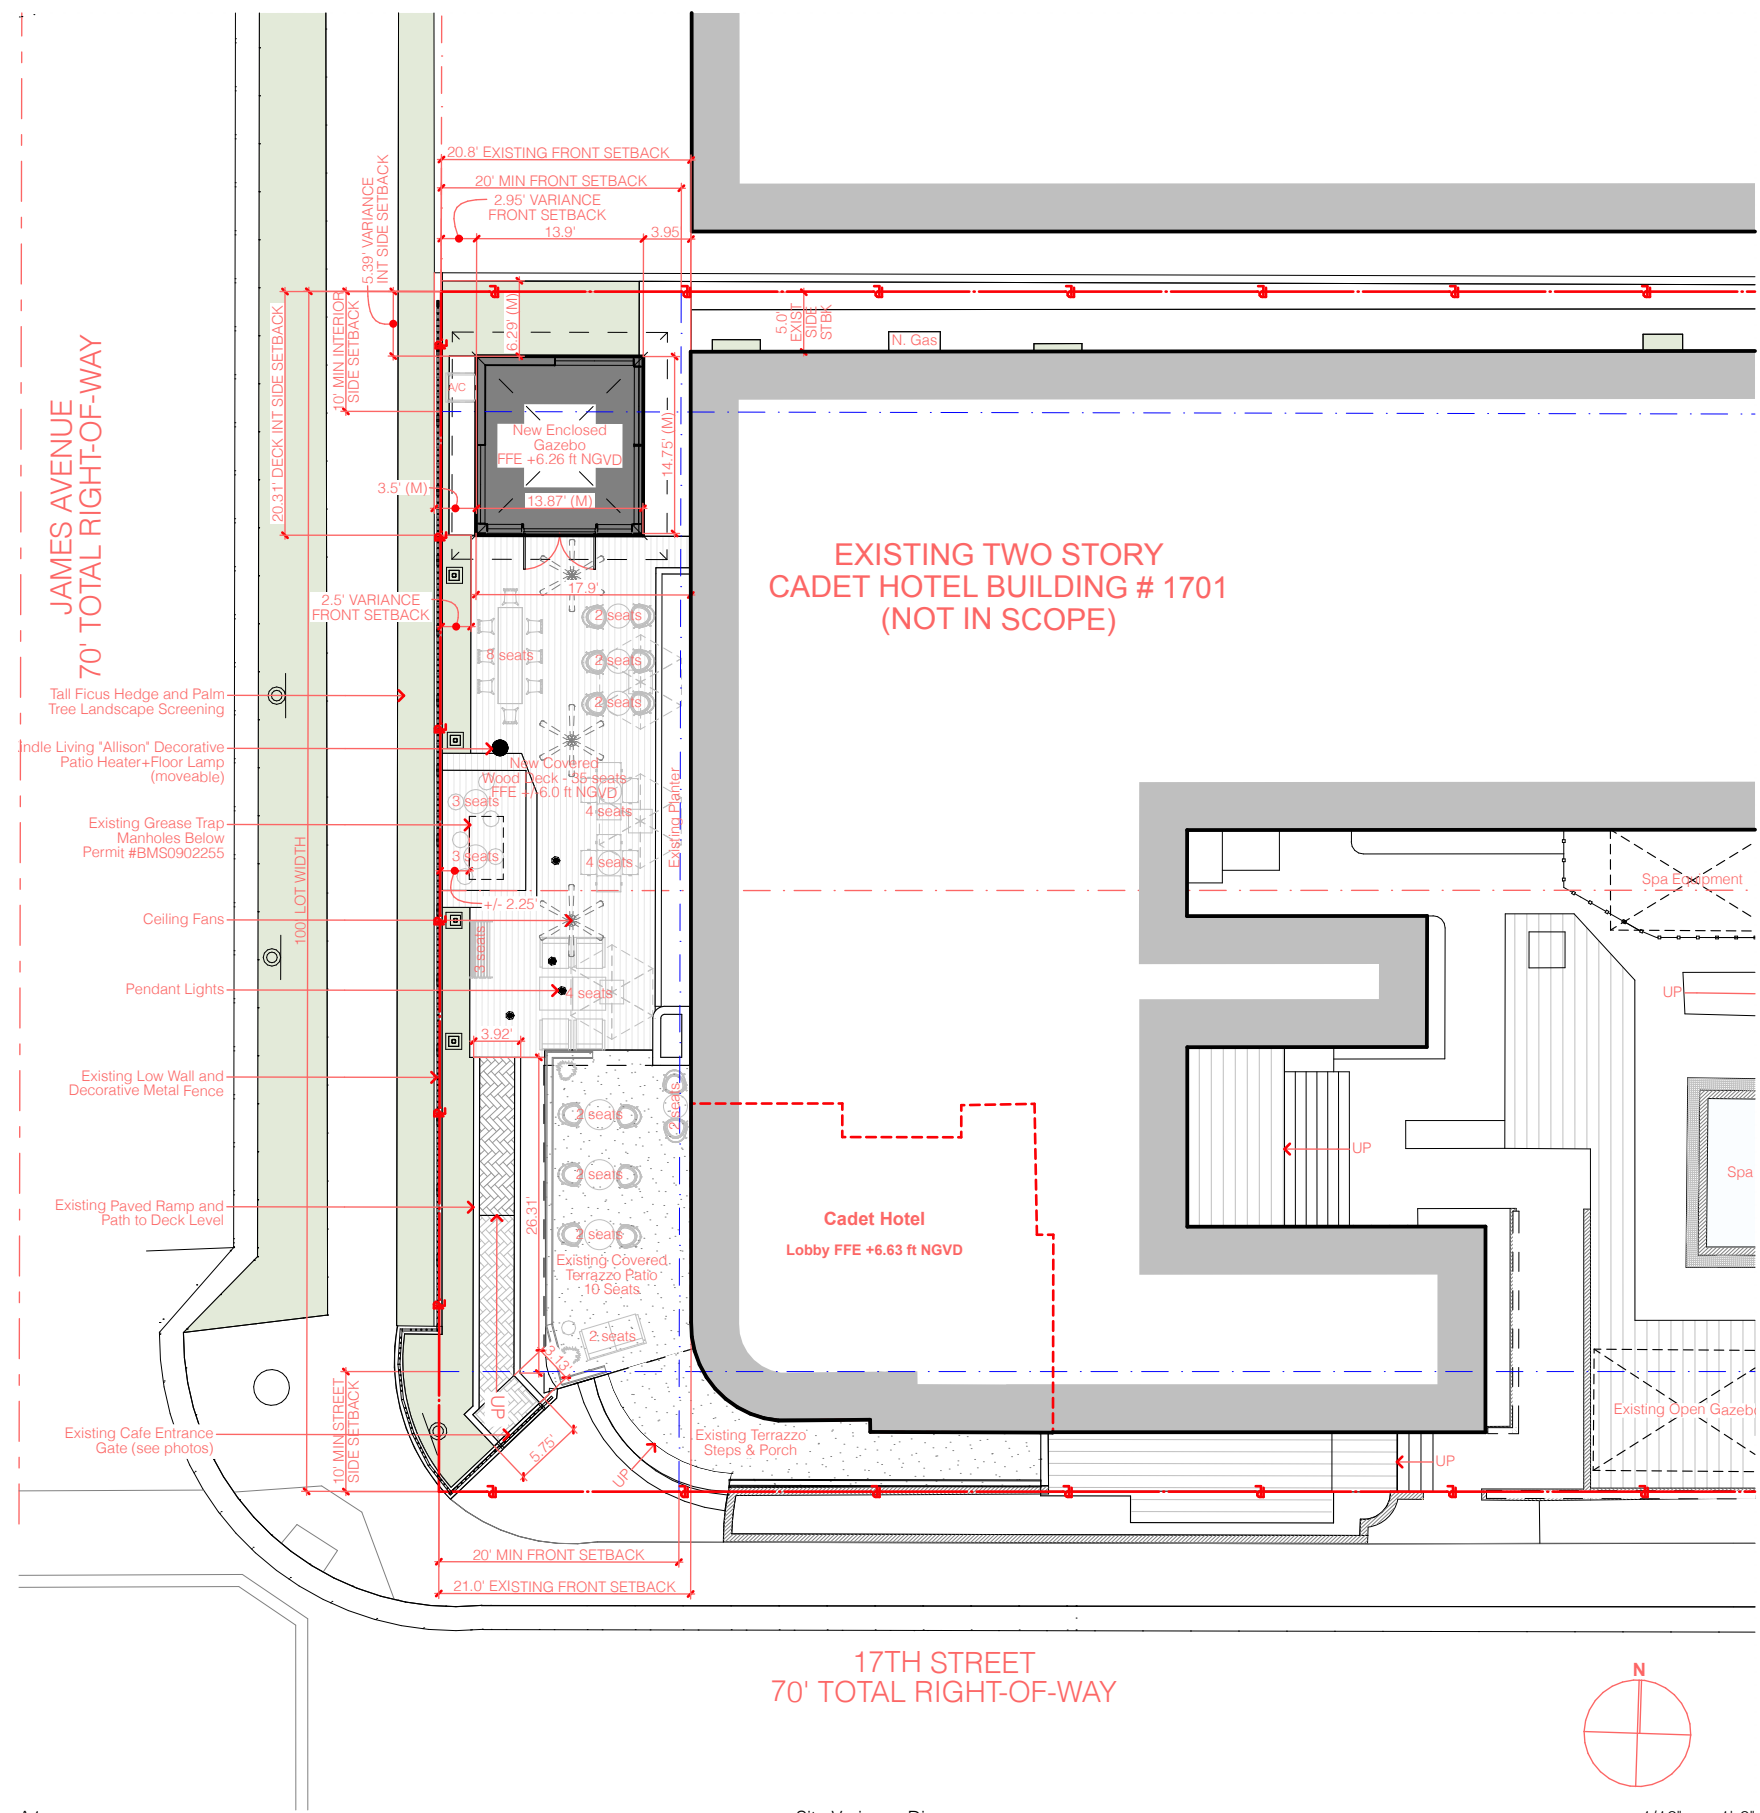 20.8' EXISTING FRONT SETBACK
20' MIN FRONT SETBACK
2.95' VARIANCE
FRONT SETBACK
13.9'
3.95
5.39' VARIANCE
INT SIDE SETBACK
6.29' (M)
10' MIN INTERIOR
SIDE SETBACK
20.31' DECK INT SIDE SETBACK
5.0'
EXIST
SIDE
STBK
N. Gas
A/C
New Enclosed
Gazebo
FFE +6.26 ft NGVD
14.75' (M)
3.5' (M)
13.87' (M)
JAMES AVENUE
70' TOTAL RIGHT-OF-WAY
EXISTING TWO STORY
CADET HOTEL BUILDING # 1701
(NOT IN SCOPE)
17.9'
2.5' VARIANCE
FRONT SETBACK
2 seats
8 seats
2 seats
2 seats
Tall Ficus Hedge and Palm
Tree Landscape Screening
Living "Allison" Decorative
Patio Heater+Floor Lamp
(moveable)
New Covered
Wood Deck - 35 seats
FFE +/-6.0 ft NGVD
Existing Planter
3 seats
4 seats
Existing Grease Trap
Manholes Below
Permit #BMS0902255
3 seats
4 seats
100 LOT WIDTH
+/- 2.25'
Ceiling Fans
3 seats
Pendant Lights
4 seats
3.92'
Spa Equipment
UP
Existing Low Wall and
Decorative Metal Fence
2 seats
2 seats
UP
Spa
2 seats
Existing Paved Ramp and
Path to Deck Level
26.31'
2 seats
Existing Covered
Terrazzo Patio
10 Seats
Cadet Hotel
Lobby FFE +6.63 ft NGVD
2 seats
3.13'
UP
10' MIN STREET
SIDE SETBACK
Existing Cafe Entrance
Gate (see photos)
5.75'
UP
Existing Terrazzo
Steps & Porch
UP
Existing Open Gazebo
20' MIN FRONT SETBACK
21.0' EXISTING FRONT SETBACK
17TH STREET
70' TOTAL RIGHT-OF-WAY
N